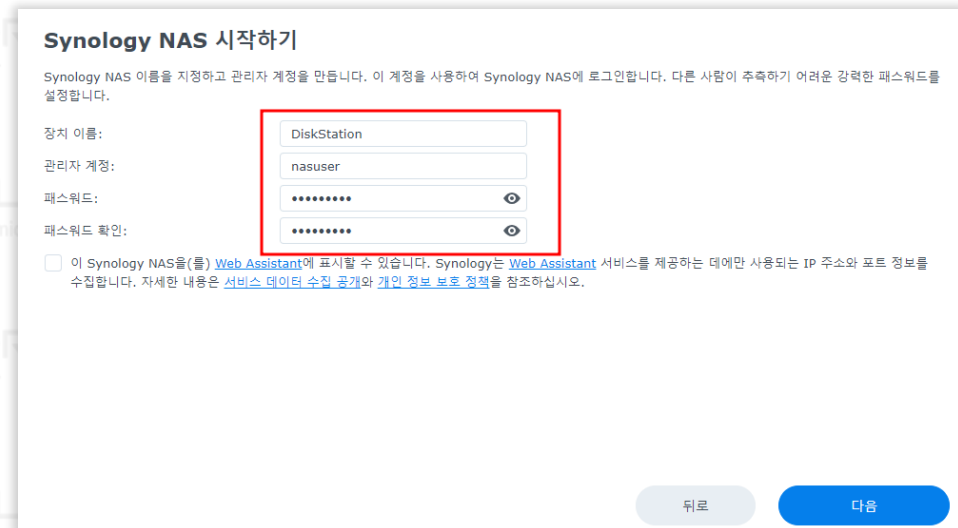 Synology NAS 시작하기
Synology NAS 이름을 지정하고 관리자 계정을 만듭니다. 이 계정을 사용하여 Synology NAS에 로그인합니다. 다른 사람이 추측하기 어려운 강력한 패스워드를
설정합니다.
장치 이름:
DiskStation
관리자 계정:
nasuser
패스워드:
•••••••••
패스워드 확인:
•••••••••
이 Synology NAS을(를) Web Assistant에 표시할 수 있습니다. Synology는 Web Assistant 서비스를 제공하는 데에만 사용되는 IP 주소와 포트 정보를
수집합니다. 자세한 내용은 서비스 데이터 수집 공개와 개인 정보 보호 정책을 참조하십시오.
뒤로
다음